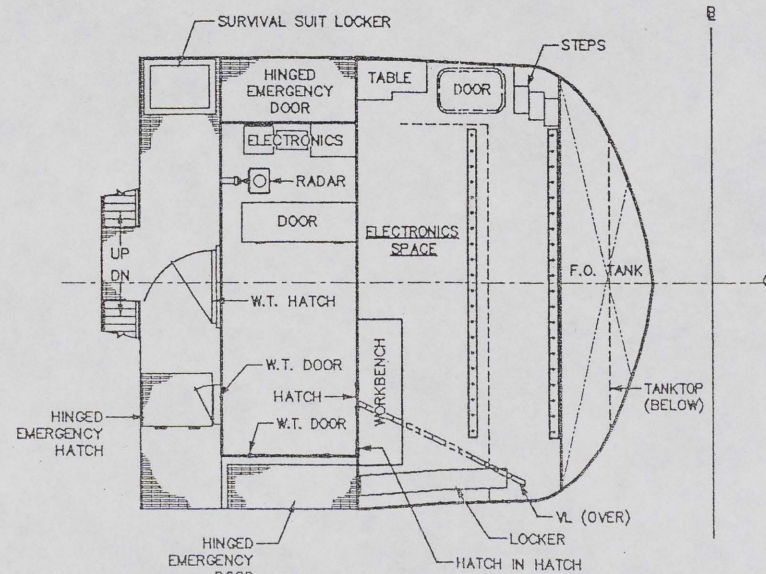 SURVIVAL SUIT LOCKER
STEPS
HINGED
EMERGENCY
DOOR
TABLE
DOOR
ELECTRONICS
RADAR
DOOR
ELECTRONICS
SPACE
UP
DN
F.O. TANK
W.T. HATCH
W.T. DOOR
HATCH
WORKBENCH
TANKTOP
(BELOW)
HINGED
EMERGENCY
HATCH
W.T. DOOR
VL (OVER)
LOCKER
HINGED
EMERGENCY
DOOR
HATCH IN HATCH